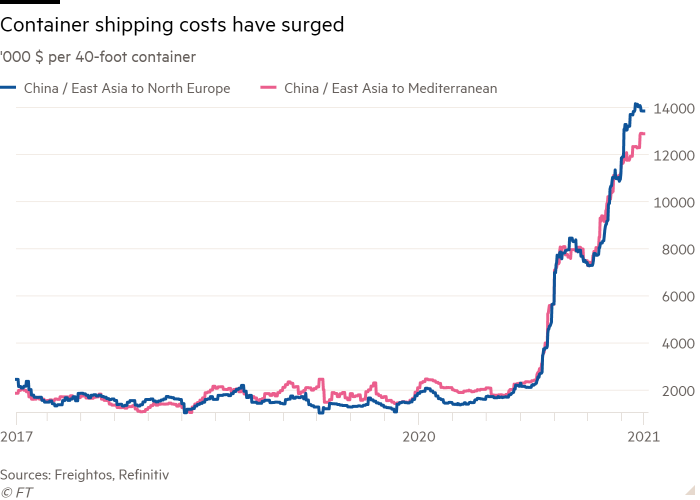 Container shipping costs have surged
'000 $ per 40-foot container
China / East Asia to North Europe
China / East Asia to Mediterranean
14000
12000
10000
8000
6000
4000
2000
2017
2020
2021
Sources: Freightos, Refinitiv
© FT